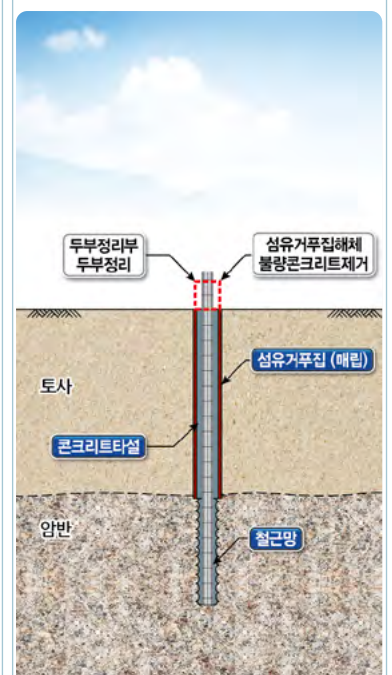 두부정리부
두부정리
섬유거푸집해체
불량콘크리트제거
섬유거푸집 (매립)
토사
콘크리트타설
암반
철근망